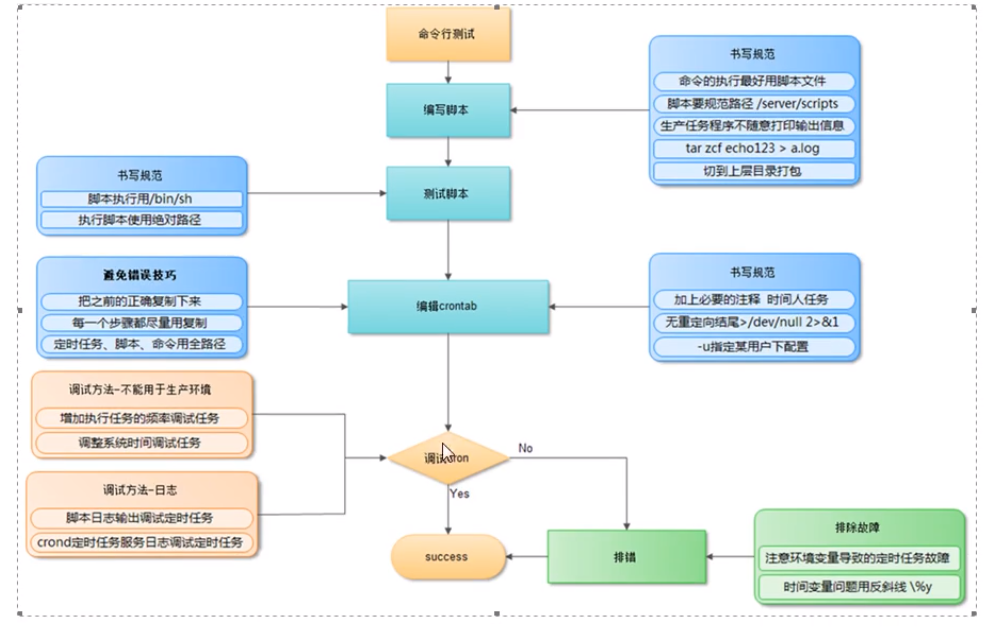 命令行测试
书写规范
命令的执行最好用脚本文件
脚本要规范路径 /server/scripts
生产任务程序不随意打印输出信息
tar zcf echo123 > a.log
切到上层目录打包
编写脚本
书写规范
脚本执行用/bin/sh
执行脚本使用绝对路径
测试脚本
避免错误技巧
把之前的正确复制下来
每一个步骤都尽量用复制
定时任务、脚本、命令用全路径
编辑crontab
书写规范
加上必要的注释 时间人任务
无重定向结尾>/dev/null 2>&1
-u指定某用户下配置
调试方法-不能用于生产环境
增加执行任务的频率调试任务
调整系统时间调试任务
调试方法-日志
脚本日志输出调试定时任务
crond定时任务服务日志调试定时任务
调试cron
No
Yes
success
排错
排除故障
注意环境变量导致的定时任务故障
时间变量问题用反斜线 \%y